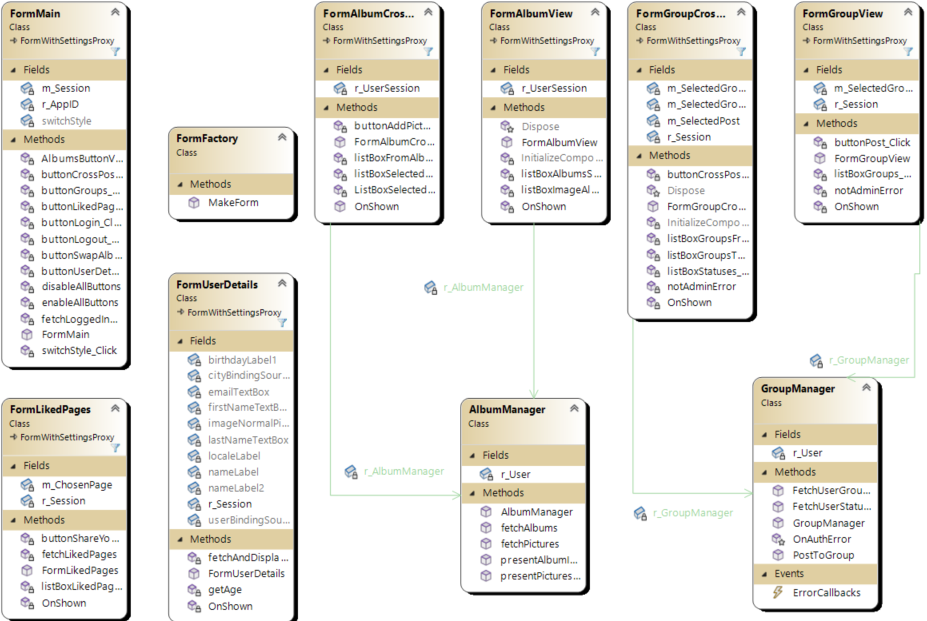 FormMain
Class
FormWithSettingsProxy
Fields
m_Session
r_AppID
switchStyle
Methods
AlbumsButtonV...
buttonCrossPos...
buttonGroups_...
buttonLikedPag...
buttonLogin_Cl...
buttonLogout_...
buttonSwapAlb...
buttonUserDet...
disableAllButtons
enableAllButtons
fetchLoggedIn...
FormMain
switchStyle_Click
FormLikedPages
Class
FormWithSettingsProxy
Fields
m_ChosenPage
r_Session
Methods
buttonShareYo...
fetchLikedPages
FormLikedPages
listBoxLikedPag...
OnShown
FormFactory
Class
Methods
MakeForm
FormUserDetails
Class
FormWithSettingsProxy
Fields
birthdayLabel1
cityBindingSour...
emailTextBox
firstNameTextB...
imageNormalPi...
lastNameTextBox
localeLabel
nameLabel
nameLabel2
r_Session
userBindingSou...
Methods
fetchAndDispla...
FormUserDetails
getAge
OnShown
FormAlbumCros...
Class
FormWithSettingsProxy
Fields
r_UserSession
Methods
buttonAddPict...
FormAlbumCro...
listBoxFromAlb...
listBoxSelected...
ListBoxSelected...
OnShown
FormAlbumView
Class
FormWithSettingsProxy
Fields
r_UserSession
Methods
Dispose
FormAlbumView
InitializeCompo...
listBoxAlbumsS...
listBoxImageAl...
OnShown
r_AlbumManager
r_AlbumManager
AlbumManager
Class
Fields
r_User
Methods
AlbumManager
fetchAlbums
fetchPictures
presentAlbumI...
presentPictures...
FormGroupCros...
Class
FormWithSettingsProxy
Fields
m_SelectedGro...
m_SelectedGro...
m_SelectedPost
r_Session
Methods
buttonCrossPos...
Dispose
FormGroupCro...
InitializeCompo...
listBoxGroupsFr...
listBoxGroupsT...
listBoxStatuses_...
notAdminError
OnShown
FormGroupView
Class
FormWithSettingsProxy
Fields
m_SelectedGro...
r_Session
Methods
buttonPost_Click
FormGroupView
listBoxGroups_...
notAdminError
OnShown
r_GroupManager
r_GroupManager
GroupManager
Class
Fields
r_User
Methods
FetchUserGrou...
FetchUserStatu...
GroupManager
OnAuthError
PostToGroup
Events
ErrorCallbacks